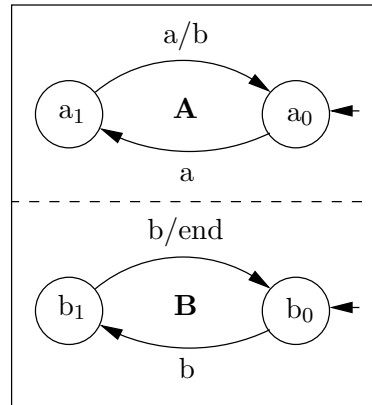 a/b
a₁ A a₀
a
b/end
b₁ B b₀
b